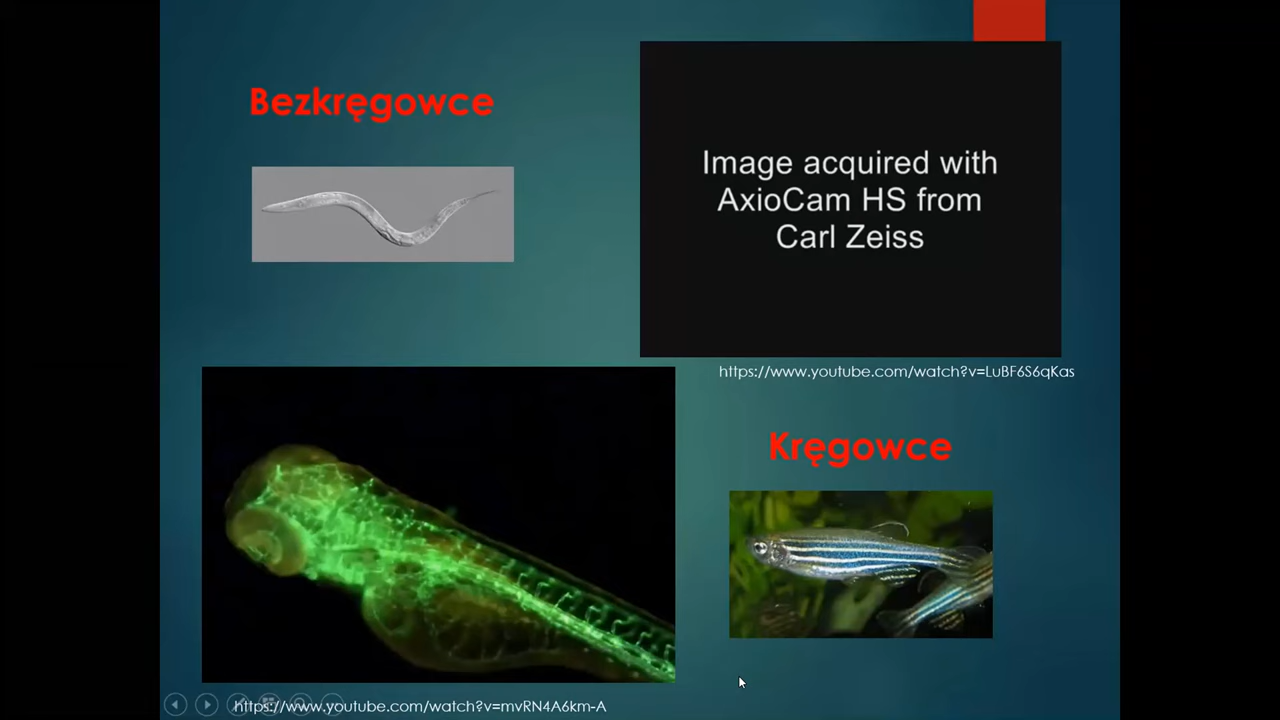 Bezkręgowce
Image acquired with
AxioCam HS from
Carl Zeiss
https://www.youtube.com/watch?v=LuBF6S6qKas
Kręgowce
https://www.youtube.com/watch?v=mvRN4A6km-A